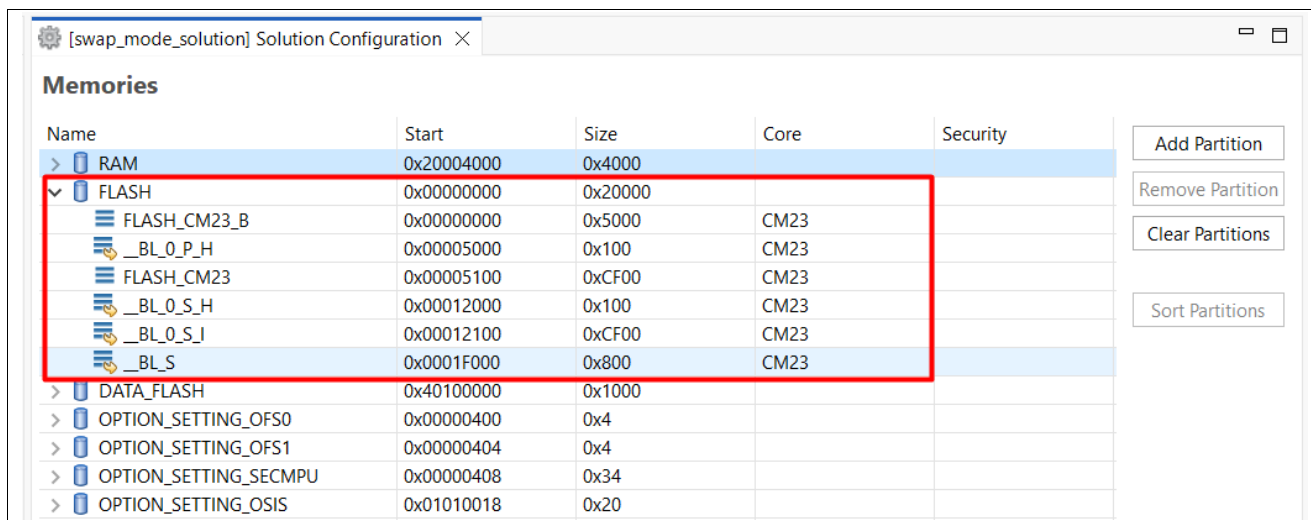 [swap_mode_solution] Solution Configuration
Memories
Name Start Size Core Security
RAM 0x20004000 0x4000
FLASH 0x00000000 0x20000
FLASH_CM23_B 0x00000000 0x5000 CM23
__BL_0_P_H 0x00005000 0x100 CM23
FLASH_CM23 0x00005100 0xCF00 CM23
__BL_0_S_H 0x00012000 0x100 CM23
__BL_0_S_I 0x00012100 0xCF00 CM23
__BL_S 0x0001F000 0x800 CM23
DATA_FLASH 0x40100000 0x1000
OPTION_SETTING_OFS0 0x00000400 0x4
OPTION_SETTING_OFS1 0x00000404 0x4
OPTION_SETTING_SECMPU 0x00000408 0x34
OPTION_SETTING_OSIS 0x01010018 0x20
Add Partition
Remove Partition
Clear Partitions
Sort Partitions